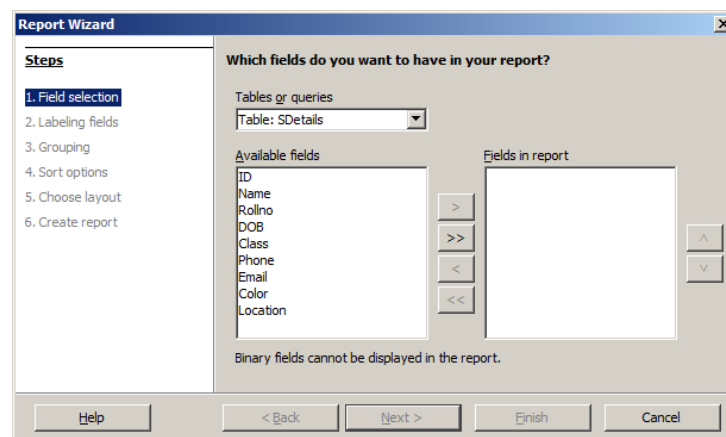 Report Wizard
Steps
1. Field selection
2. Labeling fields
3. Grouping
4. Sort options
5. Choose layout
6. Create report
Which fields do you want to have in your report?
Tables or queries
Table: SDetails
Available fields
ID
Name
Rollno
DOB
Class
Phone
Email
Color
Location
>
>>
<
<<
Fields in report
Binary fields cannot be displayed in the report.
Help
< Back
Next >
Finish
Cancel